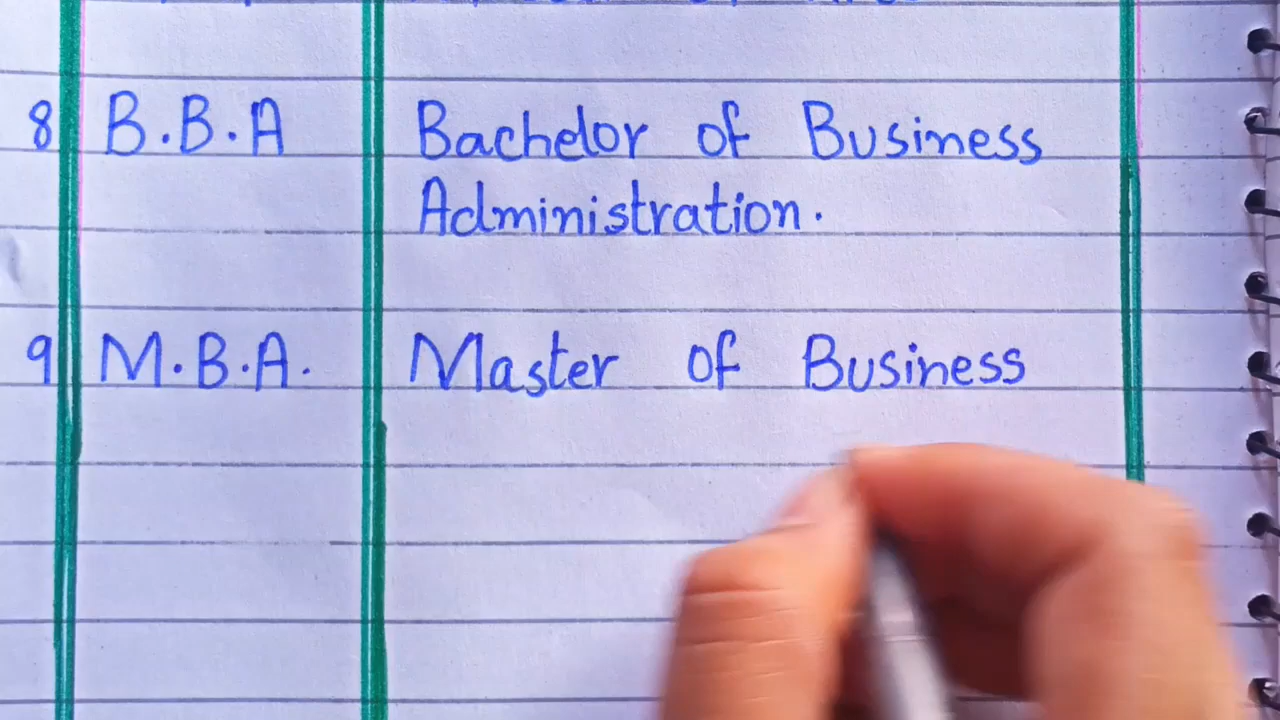 8 B.B.A Bachelor of Business
Administration.
9 M.B.A. Master of Business